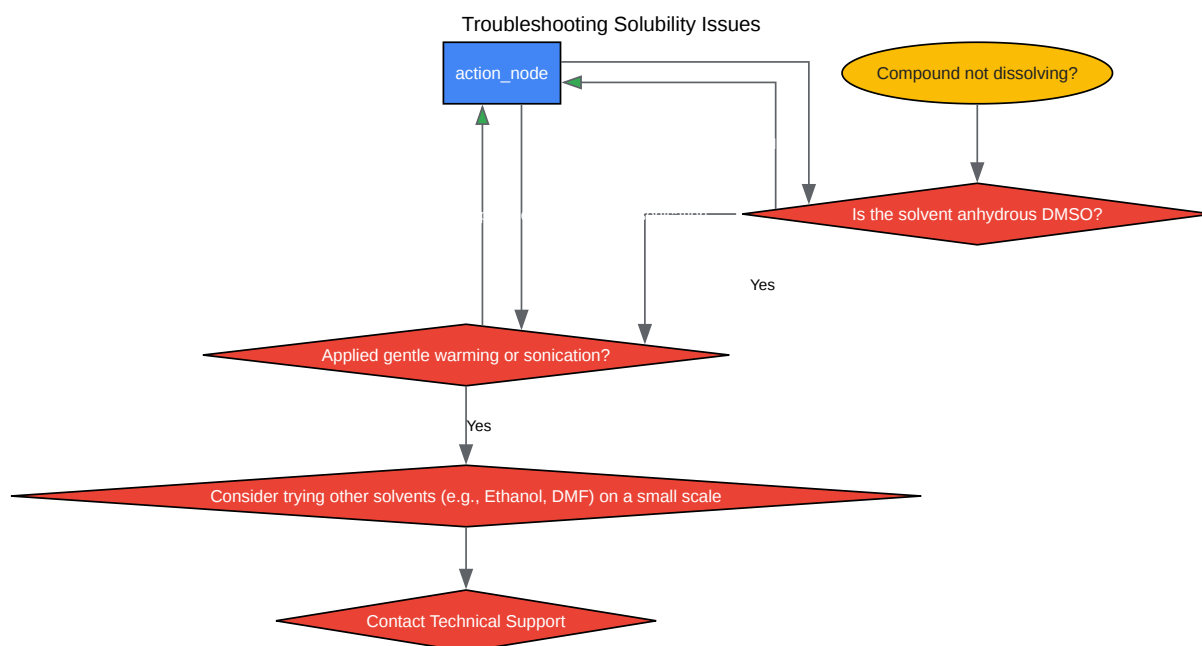 Troubleshooting Solubility Issues
action_node
Compound not dissolving?
Is the solvent anhydrous DMSO?
Yes
Applied gentle warming or sonication?
Yes
Consider trying other solvents (e.g., Ethanol, DMF) on a small scale
Contact Technical Support